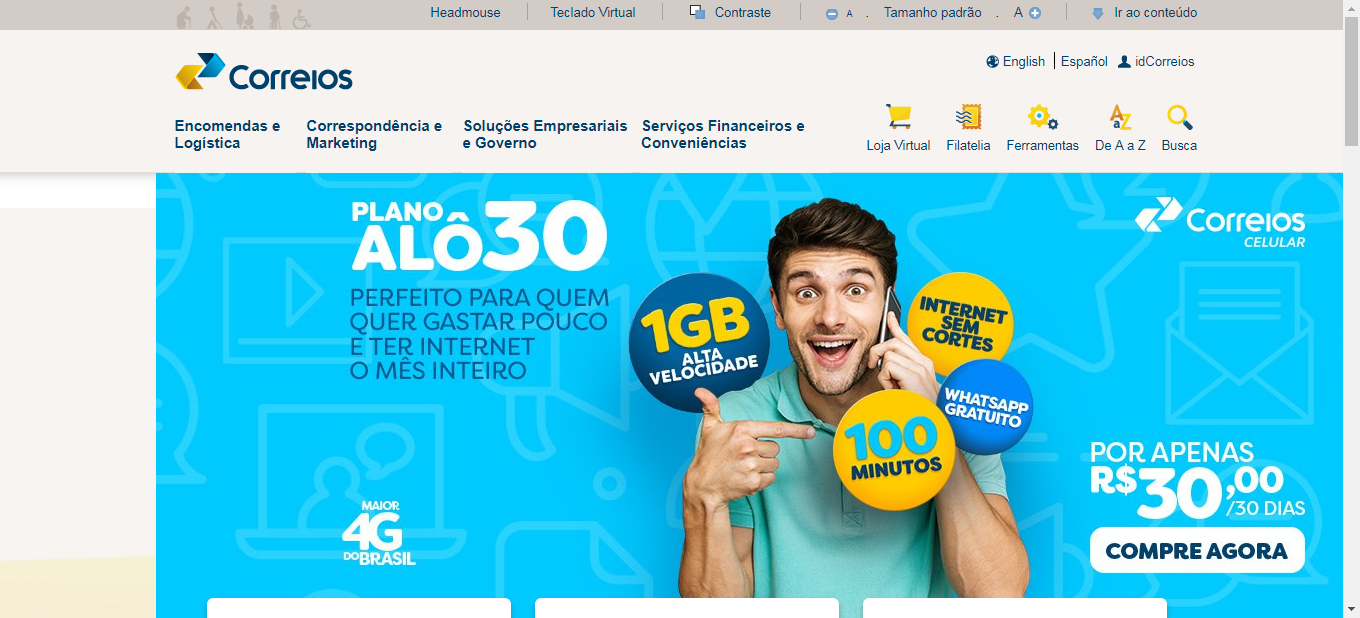 Headmouse
Teclado Virtual
Contraste
A . Tamanho padrão . A
Ir ao conteúdo
Correios
English
Español
idCorreios
Encomendas e
Logística
Correspondência e
Marketing
Soluções Empresariais
e Governo
Serviços Financeiros e
Conveniências
Loja Virtual
Filatelia
Ferramentas
De A a Z
Busca
PLANO
ALÔ30
PERFEITO PARA QUEM
QUER GASTAR POUCO
E TER INTERNET
O MÊS INTEIRO
1GB
ALTA
VELOCIDADE
INTERNET
SEM
CORTES
WHATSAPP
GRATUITO
100
MINUTOS
Correios
CELULAR
MAIOR
4G
DO BRASIL
POR APENAS
R$30,00
/30 DIAS
COMPRE AGORA